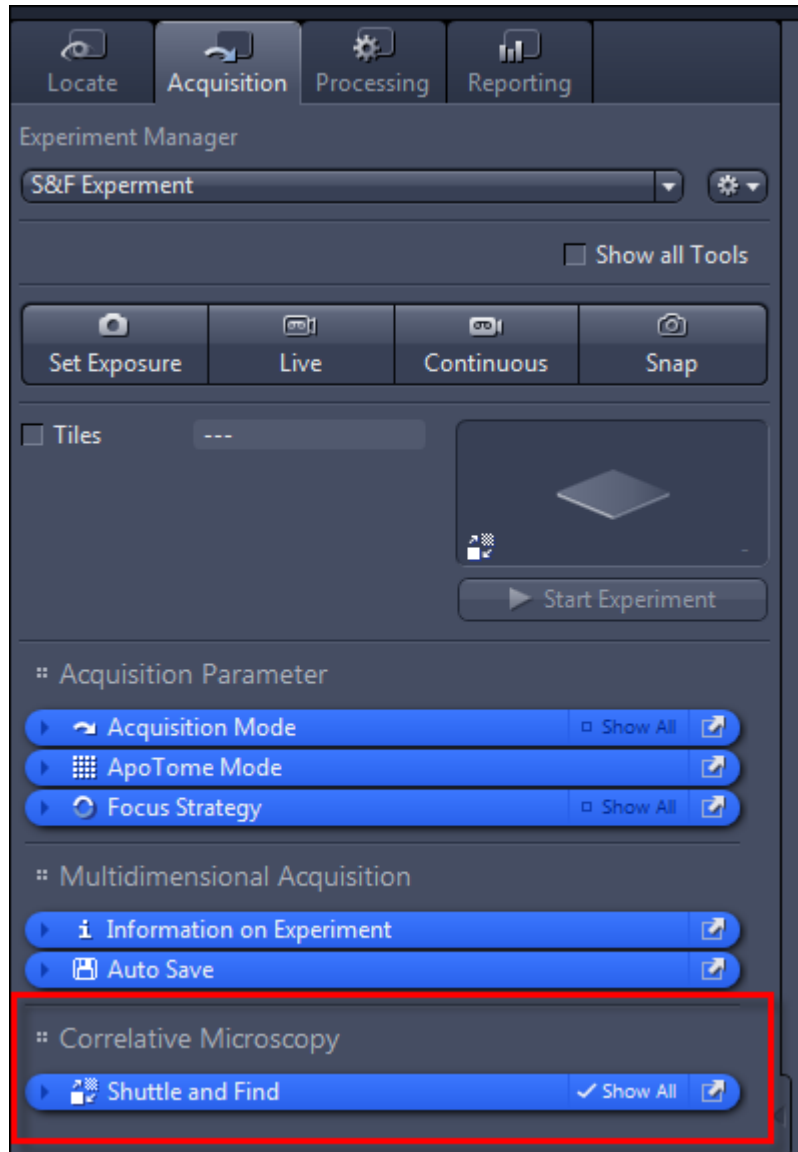 Locate Acquisition Processing Reporting
Experiment Manager
S&F Experment
Show all Tools
Set Exposure Live Continuous Snap
Tiles ---
-
Start Experiment
Acquisition Parameter
Acquisition Mode Show All
ApoTome Mode
Focus Strategy Show All
Multidimensional Acquisition
Information on Experiment
Auto Save
Correlative Microscopy
Shuttle and Find Show All